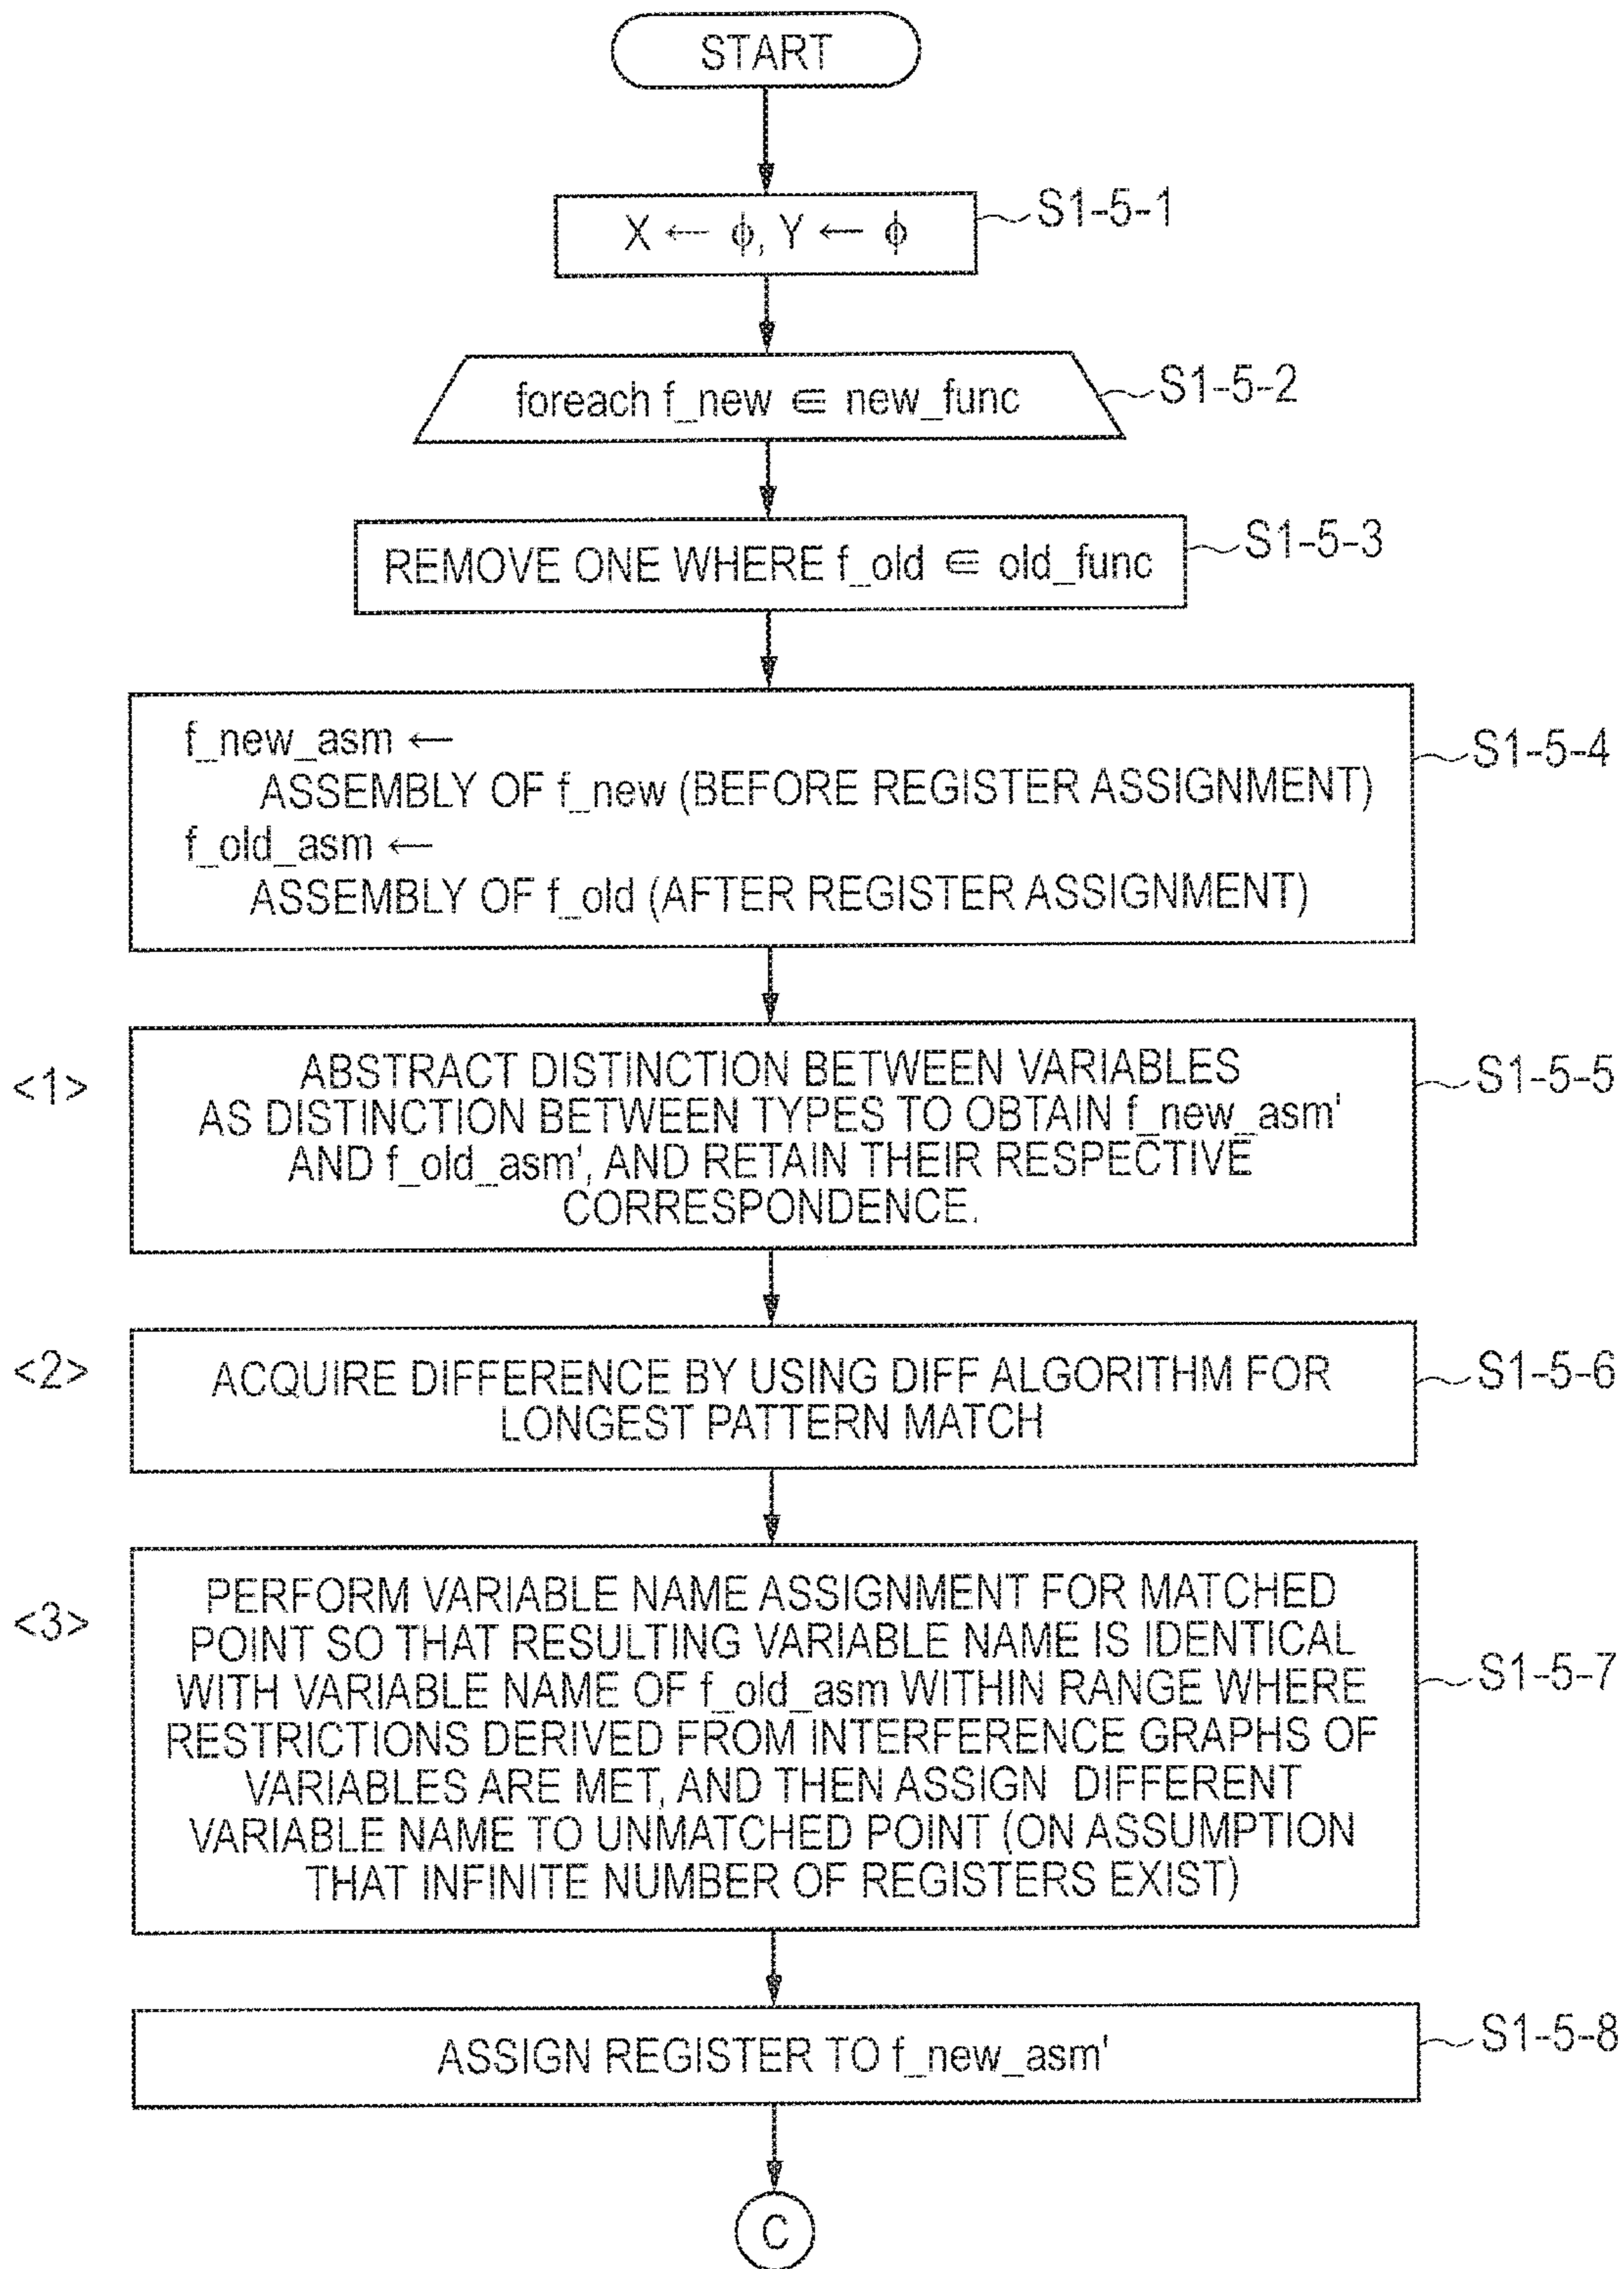 START
X ← ϕ, Y ← ϕ
S1-5-1
foreach f_new ∈ new_func
S1-5-2
REMOVE ONE WHERE f_old ∈ old_func
S1-5-3
f_new_asm ←
ASSEMBLY OF f_new (BEFORE REGISTER ASSIGNMENT)
f_old_asm ←
ASSEMBLY OF f_old (AFTER REGISTER ASSIGNMENT)
S1-5-4
<1>
ABSTRACT DISTINCTION BETWEEN VARIABLES
AS DISTINCTION BETWEEN TYPES TO OBTAIN f_new_asm'
AND f_old_asm', AND RETAIN THEIR RESPECTIVE
CORRESPONDENCE.
S1-5-5
<2>
ACQUIRE DIFFERENCE BY USING DIFF ALGORITHM FOR
LONGEST PATTERN MATCH
S1-5-6
<3>
PERFORM VARIABLE NAME ASSIGNMENT FOR MATCHED
POINT SO THAT RESULTING VARIABLE NAME IS IDENTICAL
WITH VARIABLE NAME OF f_old_asm WITHIN RANGE WHERE
RESTRICTIONS DERIVED FROM INTERFERENCE GRAPHS OF
VARIABLES ARE MET, AND THEN ASSIGN DIFFERENT
VARIABLE NAME TO UNMATCHED POINT (ON ASSUMPTION
THAT INFINITE NUMBER OF REGISTERS EXIST)
S1-5-7
ASSIGN REGISTER TO f_new_asm'
S1-5-8
C